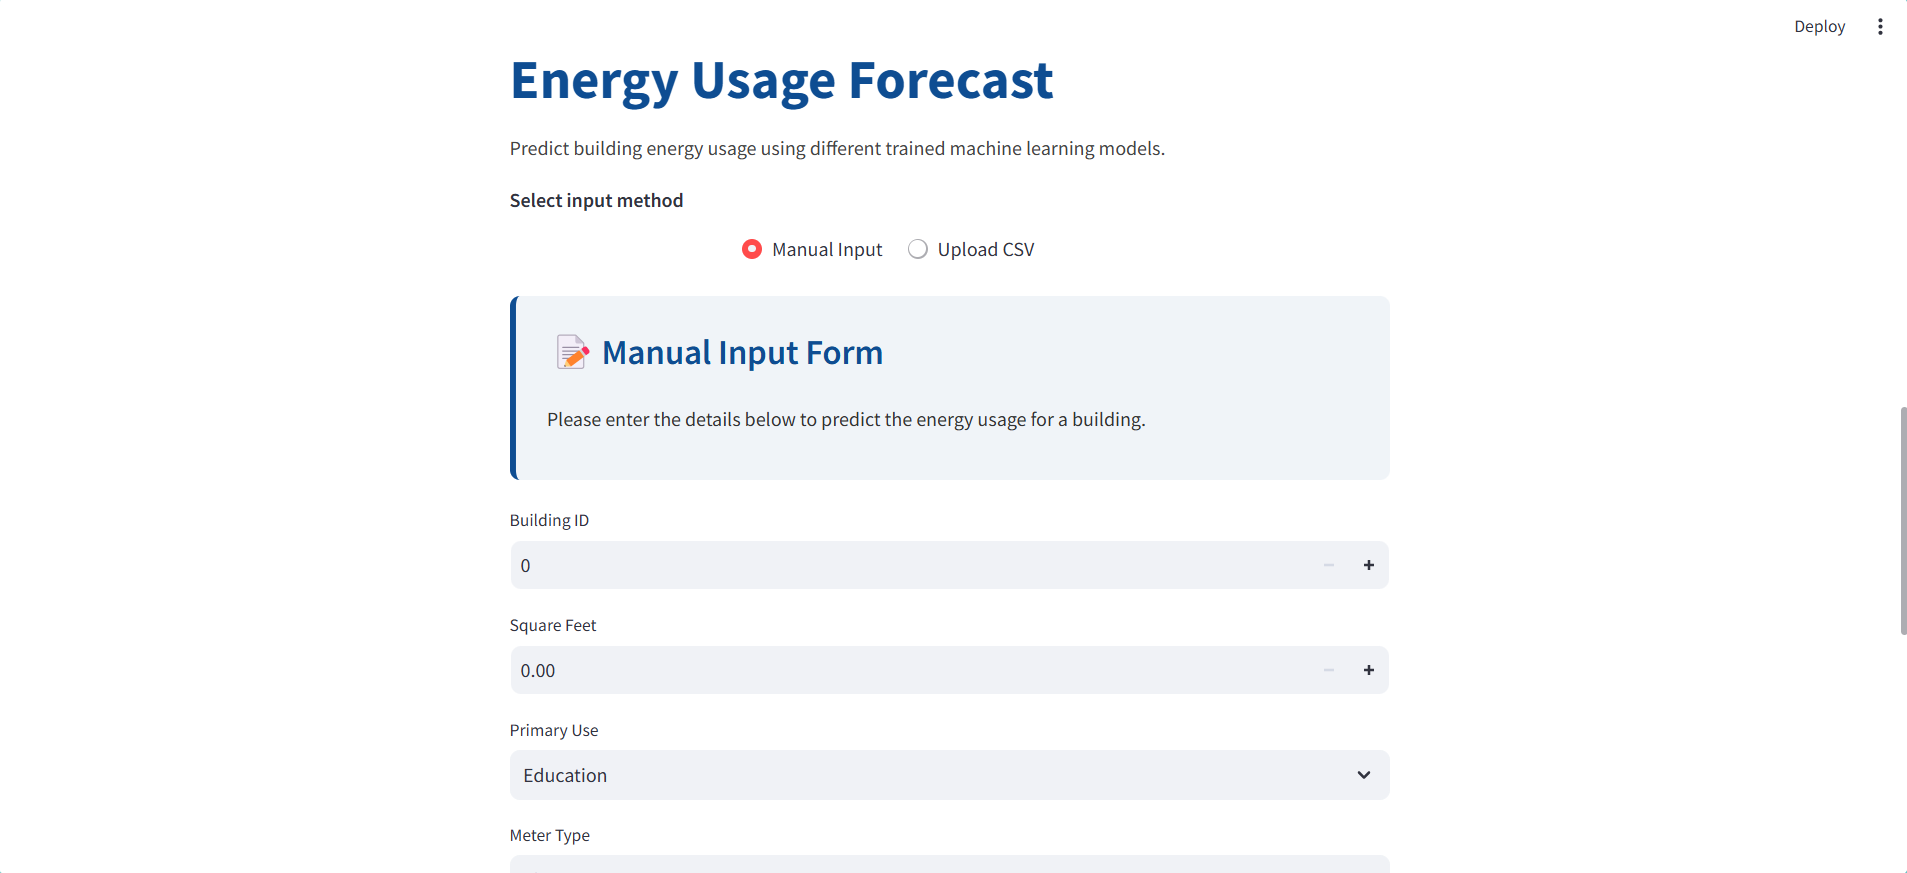 Deploy
Energy Usage Forecast
Predict building energy usage using different trained machine learning models.
Select input method
Manual Input
Upload CSV
Manual Input Form
Please enter the details below to predict the energy usage for a building.
Building ID
0
Square Feet
0.00
Primary Use
Education
Meter Type